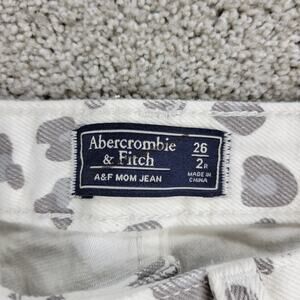 Abercrombie
& Fitch
A&F MOM JEAN
26
2R
MADE IN
CHINA